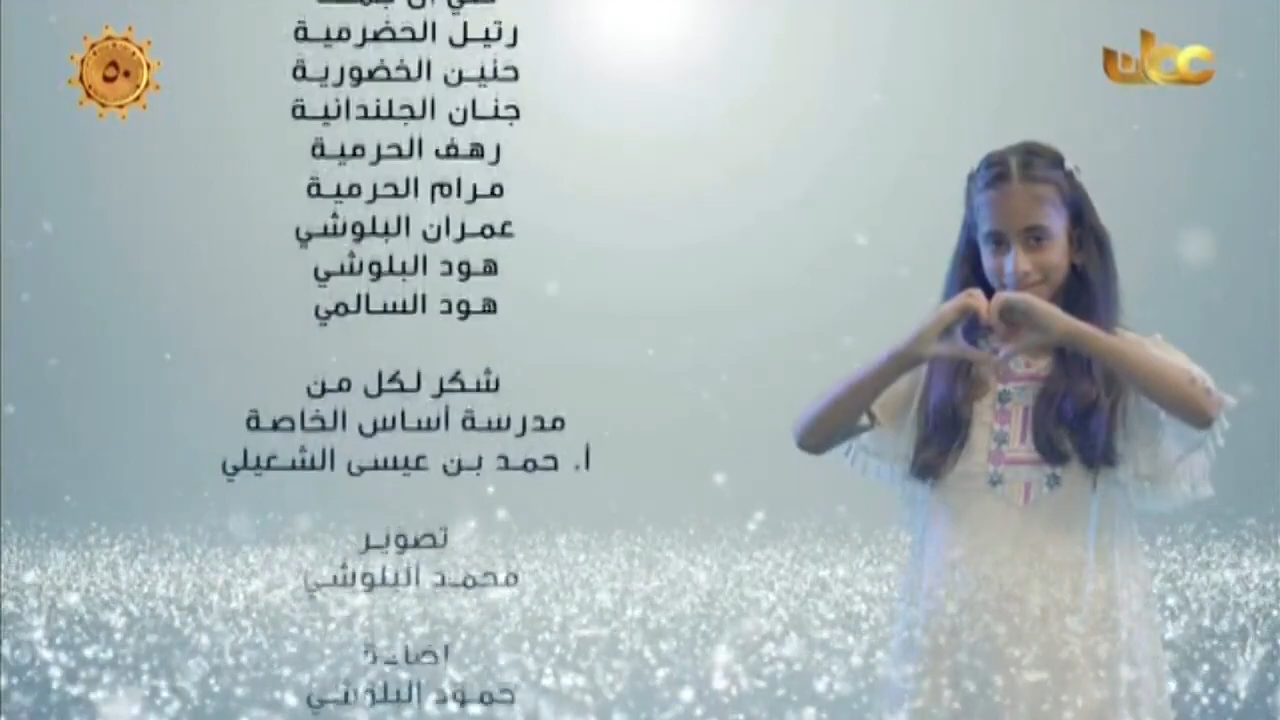 ٥٠
عمان
رتيل الحضرمية
حنين الخضورية
جنان الجلندانية
رهف الحرمية
مرام الحرمية
عمران البلوشي
هود البلوشي
هود السالمي
شكر لكل من
مدرسة أساس الخاصة
أ. حمد بن عيسى الشعيلي
تصوير
محمد البلوشي
اضاءة
حمود البلوشي